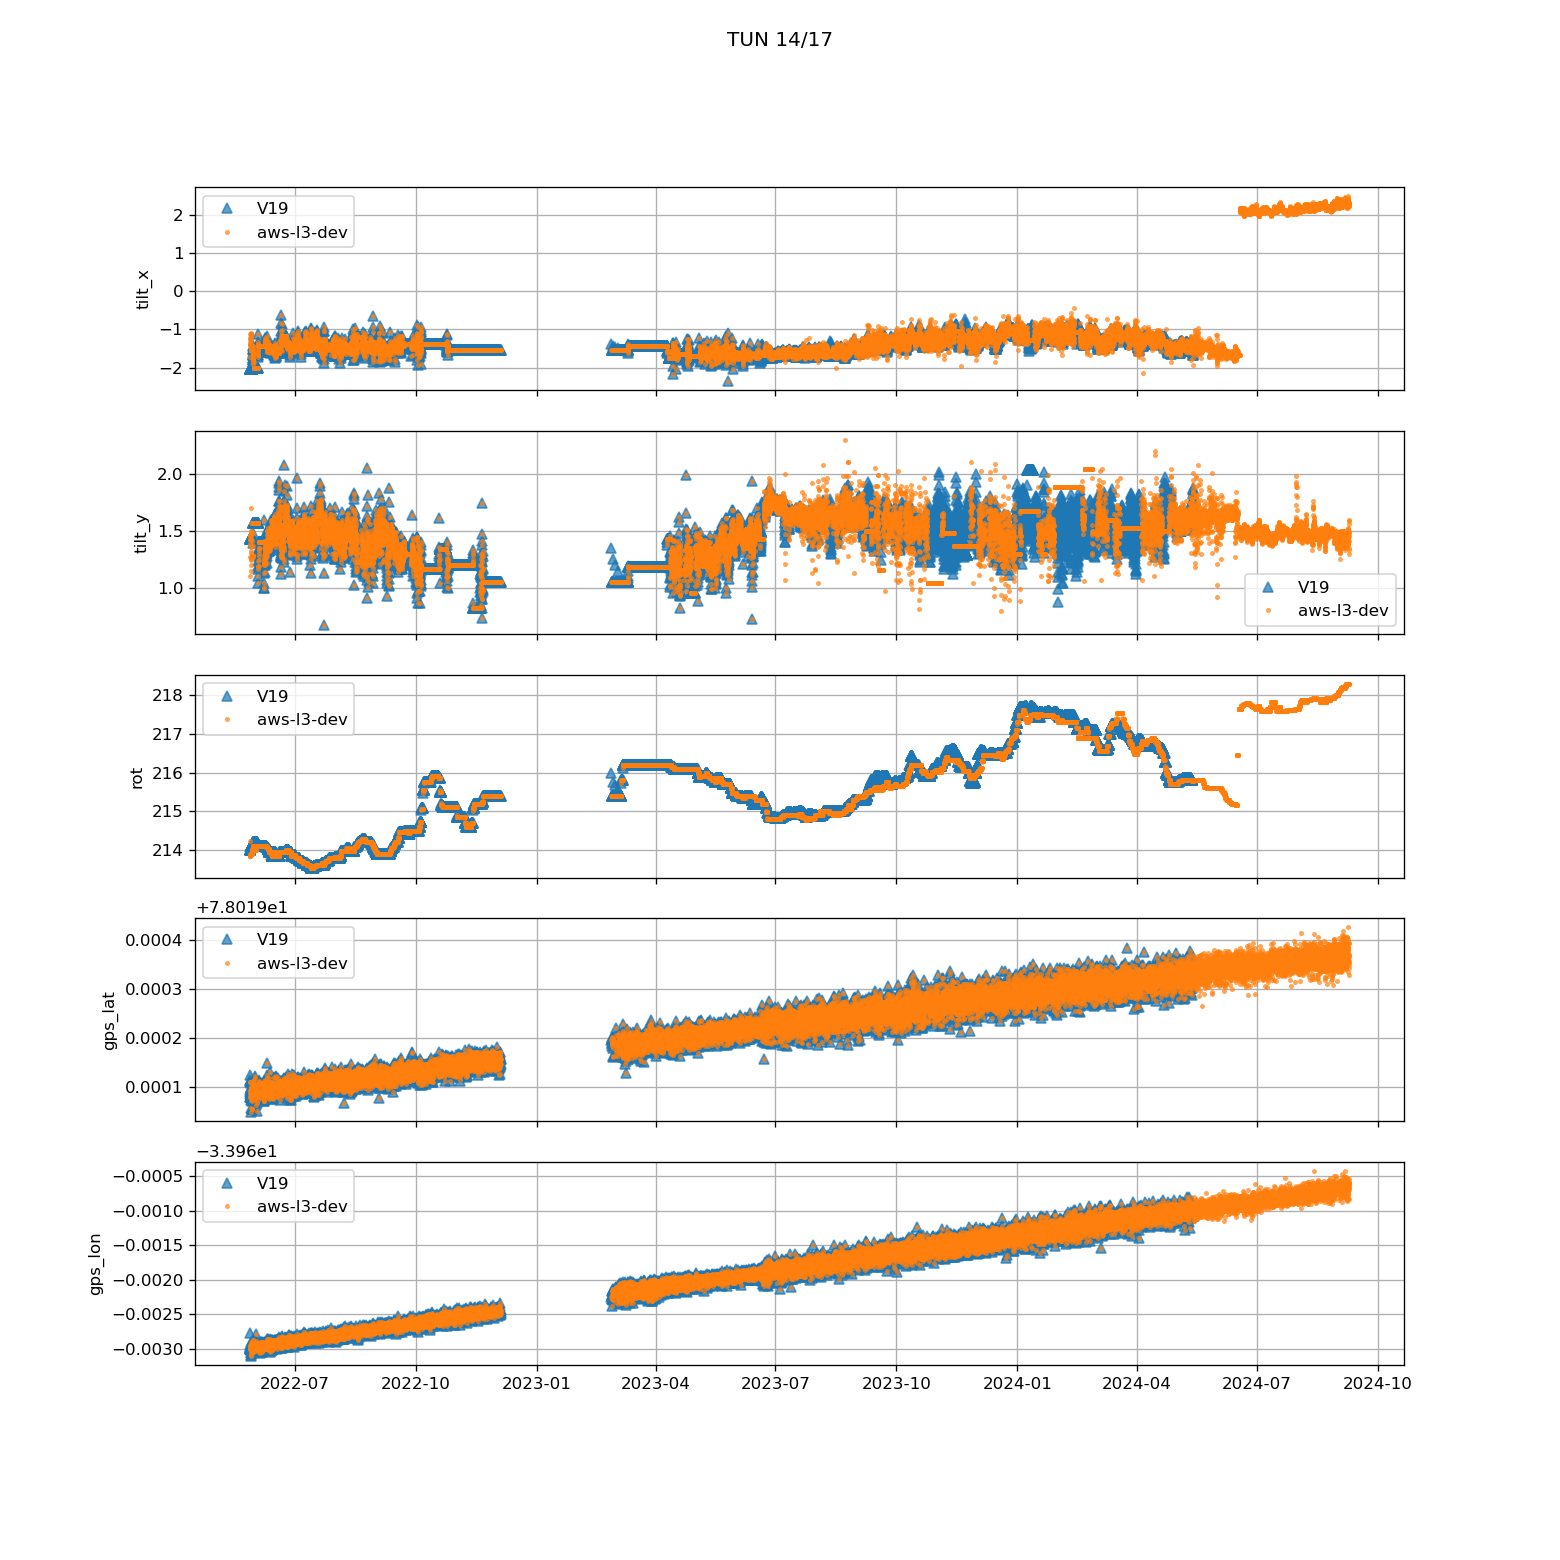 TUN 14/17
V19
aws-l3-dev
2
1
0
−1
−2
tilt_x
2.0
1.5
1.0
tilt_y
V19
aws-l3-dev
218
217
216
215
214
rot
V19
aws-l3-dev
+7.8019e1
0.0004
0.0003
0.0002
0.0001
gps_lat
V19
aws-l3-dev
−3.396e1
−0.0005
−0.0010
−0.0015
−0.0020
−0.0025
−0.0030
gps_lon
V19
aws-l3-dev
2022-07 2022-10 2023-01 2023-04 2023-07 2023-10 2024-01 2024-04 2024-07 2024-10